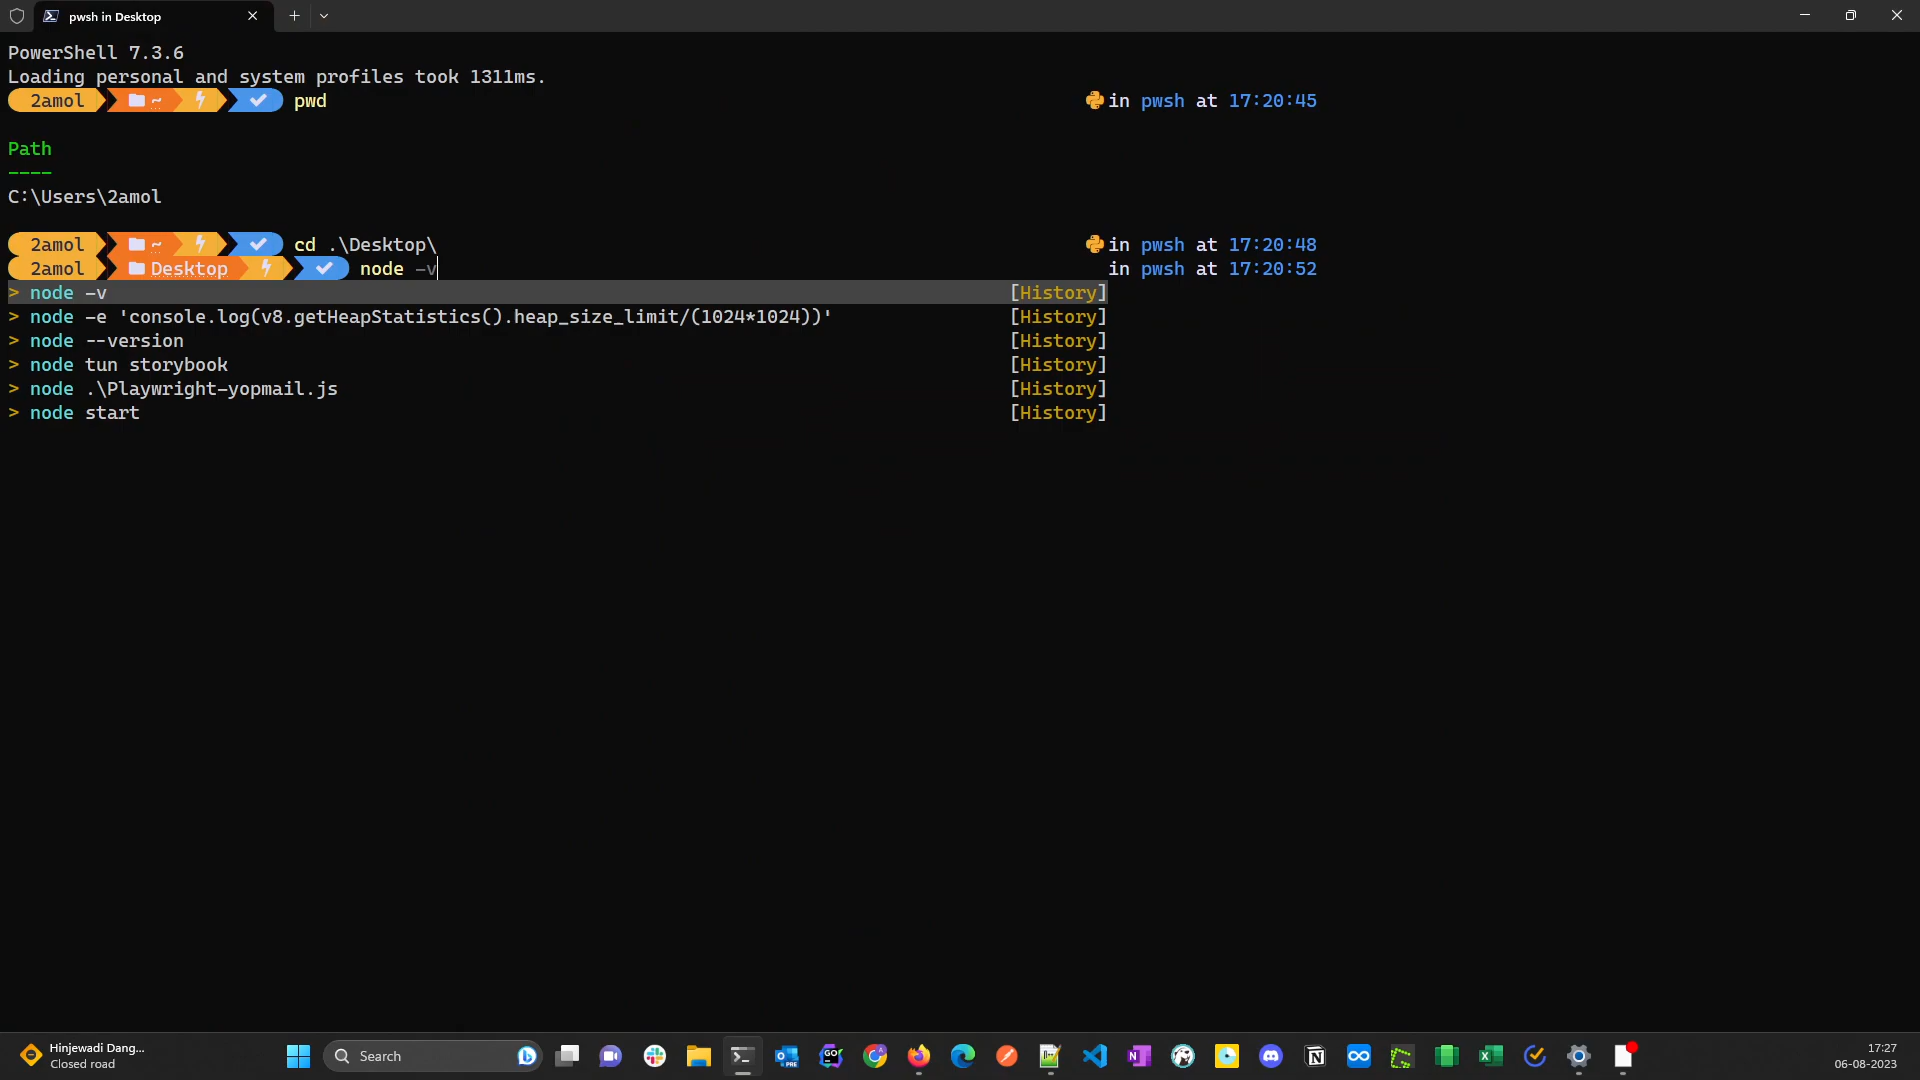 pwsh in Desktop
PowerShell 7.3.6
Loading personal and system profiles took 1311ms.
2amol ~ pwd in pwsh at 17:20:45
Path
----
C:\Users\2amol
2amol ~ cd .\Desktop\ in pwsh at 17:20:48
2amol Desktop node -v in pwsh at 17:20:52
> node -v [History]
> node -e 'console.log(v8.getHeapStatistics().heap_size_limit/(1024*1024))' [History]
> node --version [History]
> node tun storybook [History]
> node .\Playwright-yopmail.js [History]
> node start [History]
Hinjewadi Dang...
Closed road
Search
17:27
06-08-2023